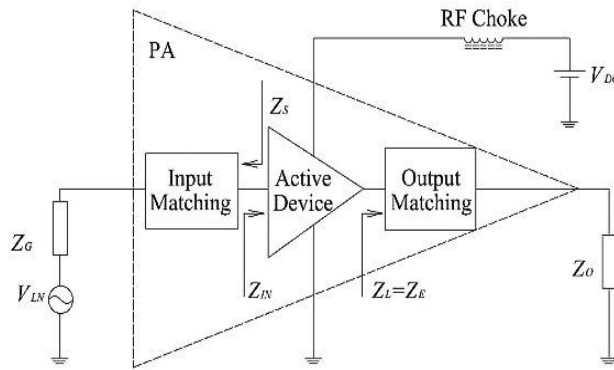 RF Choke
PA
Z_S
Input
Matching
Active
Device
Output
Matching
Z_G
V_LN
Z_IN
Z_L=Z_E
Z_O